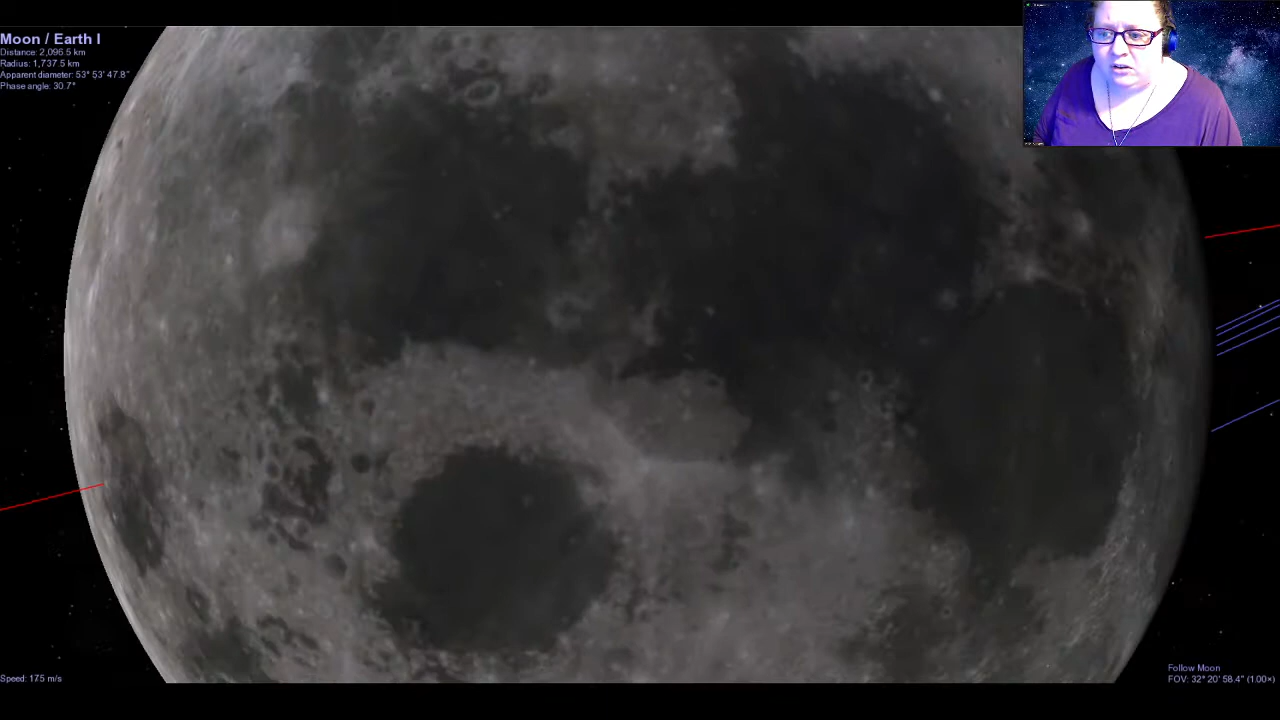 Moon / Earth I
Distance: 2,096.5 km
Radius: 1,737.5 km
Apparent diameter: 53° 53' 47.8"
Phase angle: 30.7°
Speed: 175 m/s
Follow Moon
FOV: 32° 20' 58.4" (1.00×)